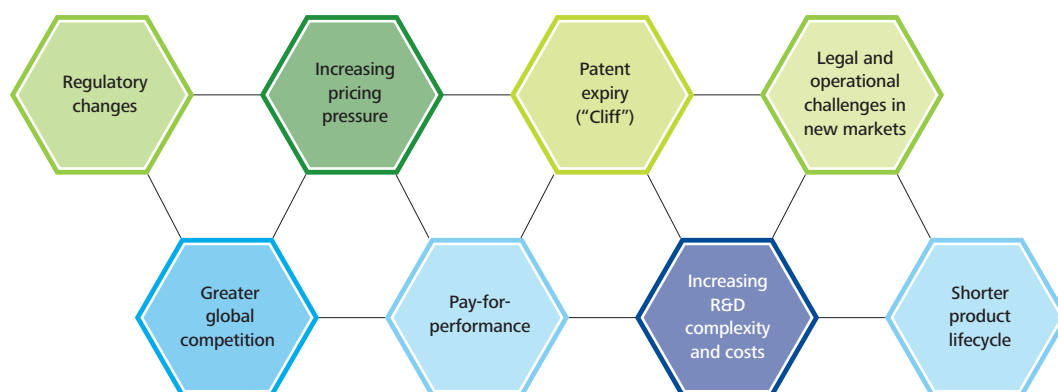 Regulatory
changes
Increasing
pricing
pressure
Patent
expiry
(“Cliff”)
Legal and
operational
challenges in
new markets
Greater
global
competition
Pay-for-
performance
Increasing
R&D
complexity
and costs
Shorter
product
lifecycle